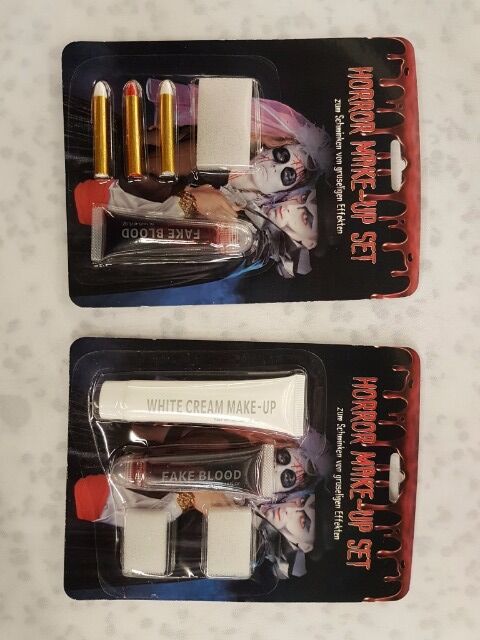 HORROR MAKE-UP SET
zum Schminken von gruseligen Effekten
FAKE BLOOD
HORROR MAKE-UP SET
zum Schminken von gruseligen Effekten
WHITE CREAM MAKE-UP
FAKE BLOOD